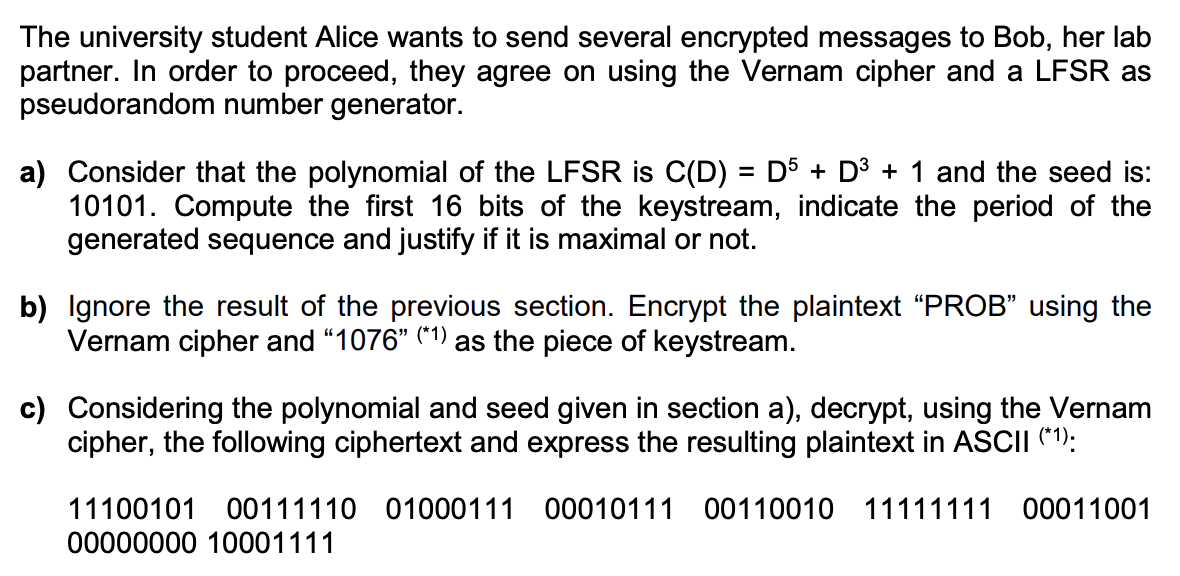 The university student Alice wants to send several encrypted messages to Bob, her lab
partner. In order to proceed, they agree on using the Vernam cipher and a LFSR as
pseudorandom number generator.
a) Consider that the polynomial of the LFSR is C(D) = D⁵ + D³ + 1 and the seed is:
10101. Compute the first 16 bits of the keystream, indicate the period of the
generated sequence and justify if it is maximal or not.
b) Ignore the result of the previous section. Encrypt the plaintext “PROB” using the
Vernam cipher and “1076” (*1) as the piece of keystream.
c) Considering the polynomial and seed given in section a), decrypt, using the Vernam
cipher, the following ciphertext and express the resulting plaintext in ASCII (*1):
11100101 00111110 01000111 00010111 00110010 11111111 00011001
00000000 10001111